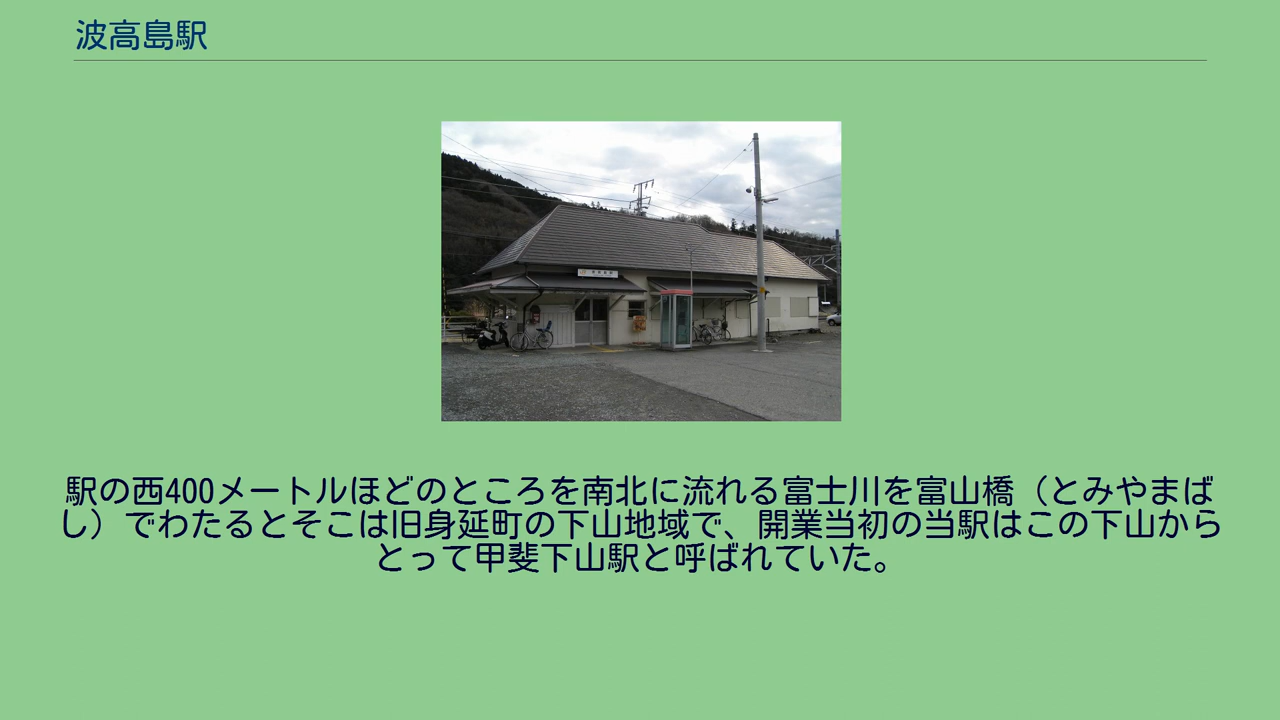 波高島駅
駅の西400メートルほどのところを南北に流れる富士川を富山橋（とみやまば
し）でわたるとそこは旧身延町の下山地域で、開業当初の当駅はこの下山から
とって甲斐下山駅と呼ばれていた。